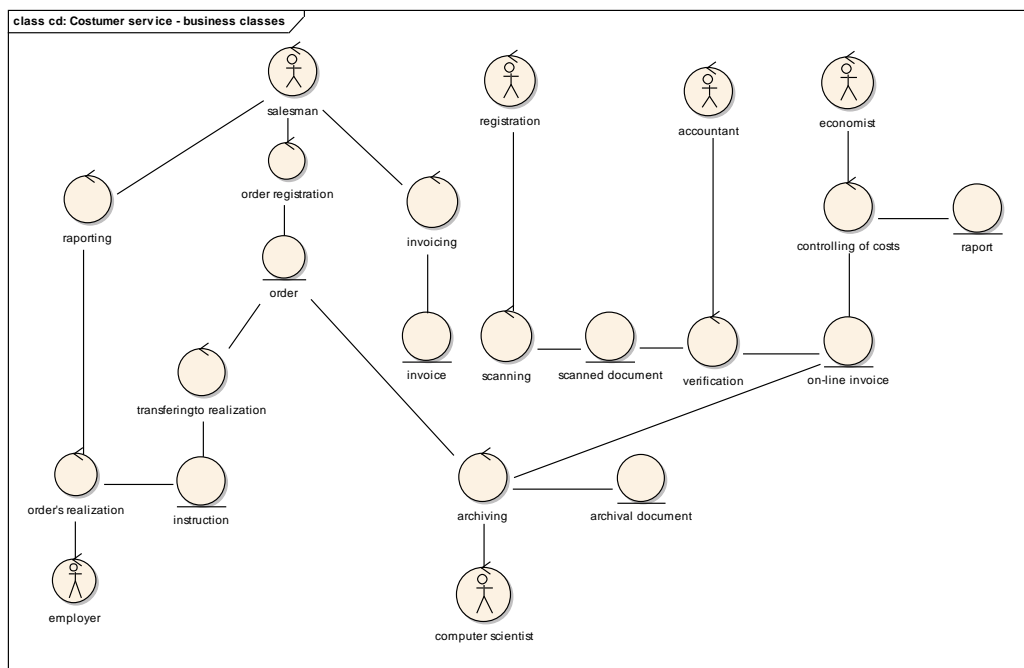 class cd: Costumer service - business classes
salesman
registration
accountant
economist
order registration
raporting
invoicing
controlling of costs
raport
order
invoice
scanning
scanned document
verification
on-line invoice
transferingto realization
order's realization
instruction
archiving
archival document
employer
computer scientist